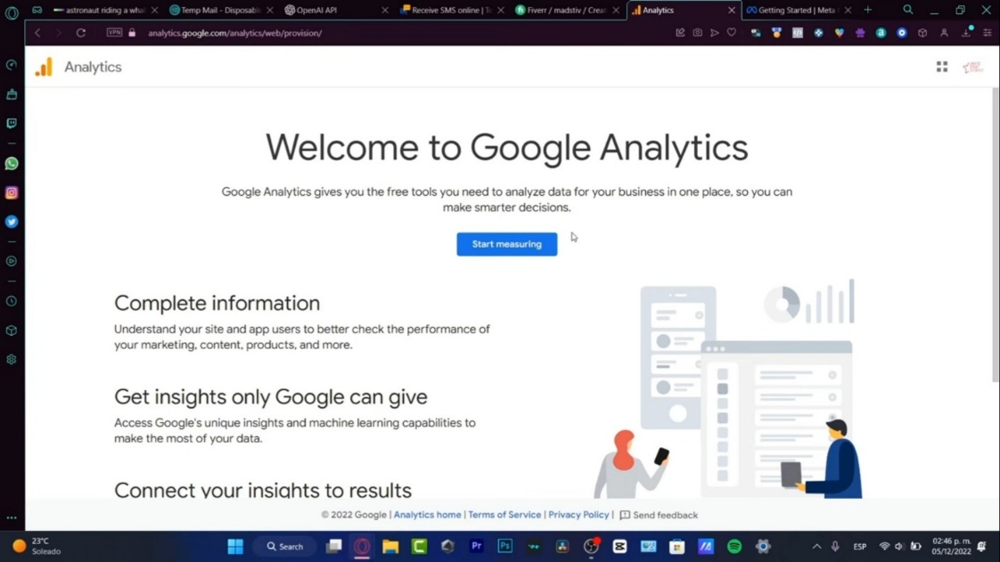 astronaut riding a wha
Temp Mail - Disposable
OpenAI API
Receive SMS online | Te
Fiverr / madstiv / Creat
Analytics
Getting Started | Meta
VPN
analytics.google.com/analytics/web/provision/
Analytics
Welcome to Google Analytics
Google Analytics gives you the free tools you need to analyze data for your business in one place, so you can
make smarter decisions.
Start measuring
Complete information
Understand your site and app users to better check the performance of
your marketing, content, products, and more.
Get insights only Google can give
Access Google's unique insights and machine learning capabilities to
make the most of your data.
Connect your insights to results
© 2022 Google | Analytics home | Terms of Service | Privacy Policy | Send feedback
23°C
Soleado
Search
ESP
02:46 p. m.
05/12/2022